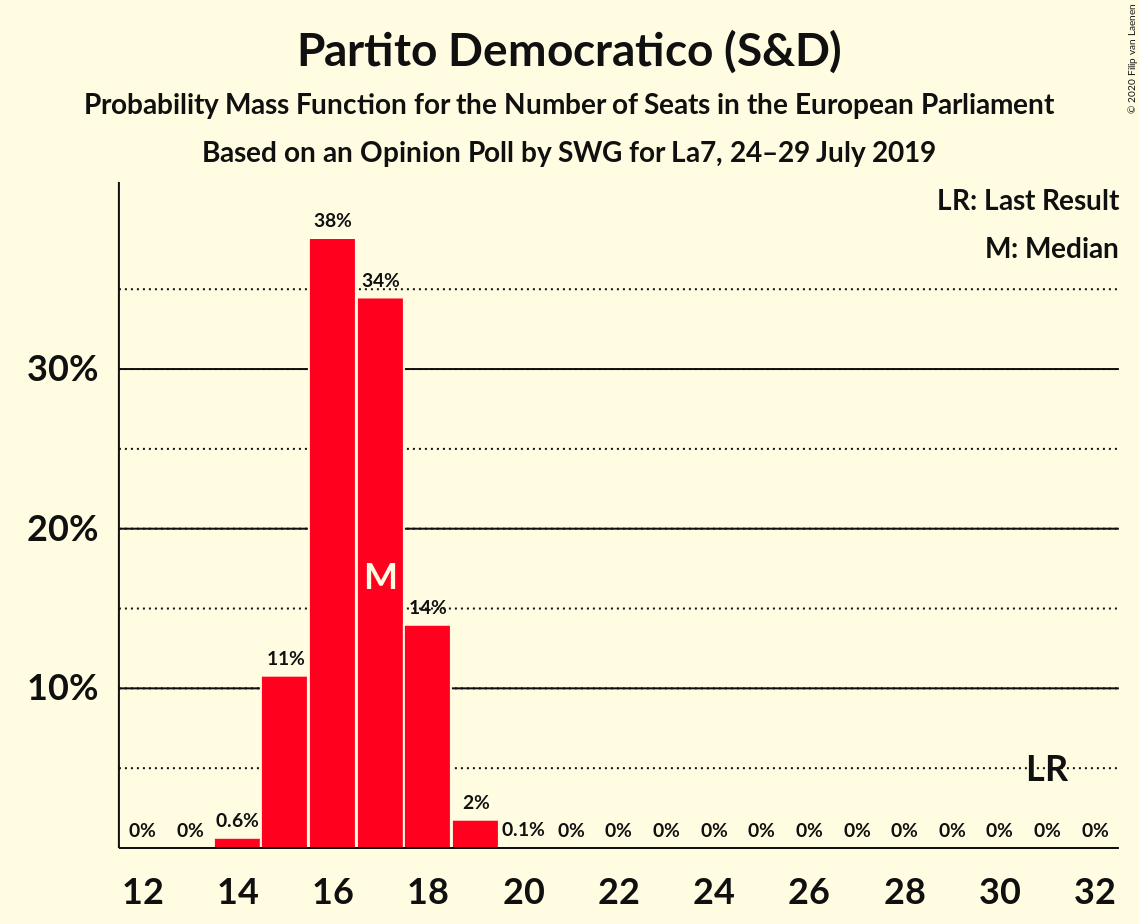 Partito Democratico (S&D)
Probability Mass Function for the Number of Seats in the European Parliament
Based on an Opinion Poll by SWG for La7, 24–29 July 2019
© 2020 Filip van Laenen
LR: Last Result
M: Median
38%
34%
30%
20%
M
14%
11%
10%
LR
0% 0% 0.6% 2% 0.1% 0% 0% 0% 0% 0% 0% 0% 0% 0% 0% 0% 0%
12 14 16 18 20 22 24 26 28 30 32